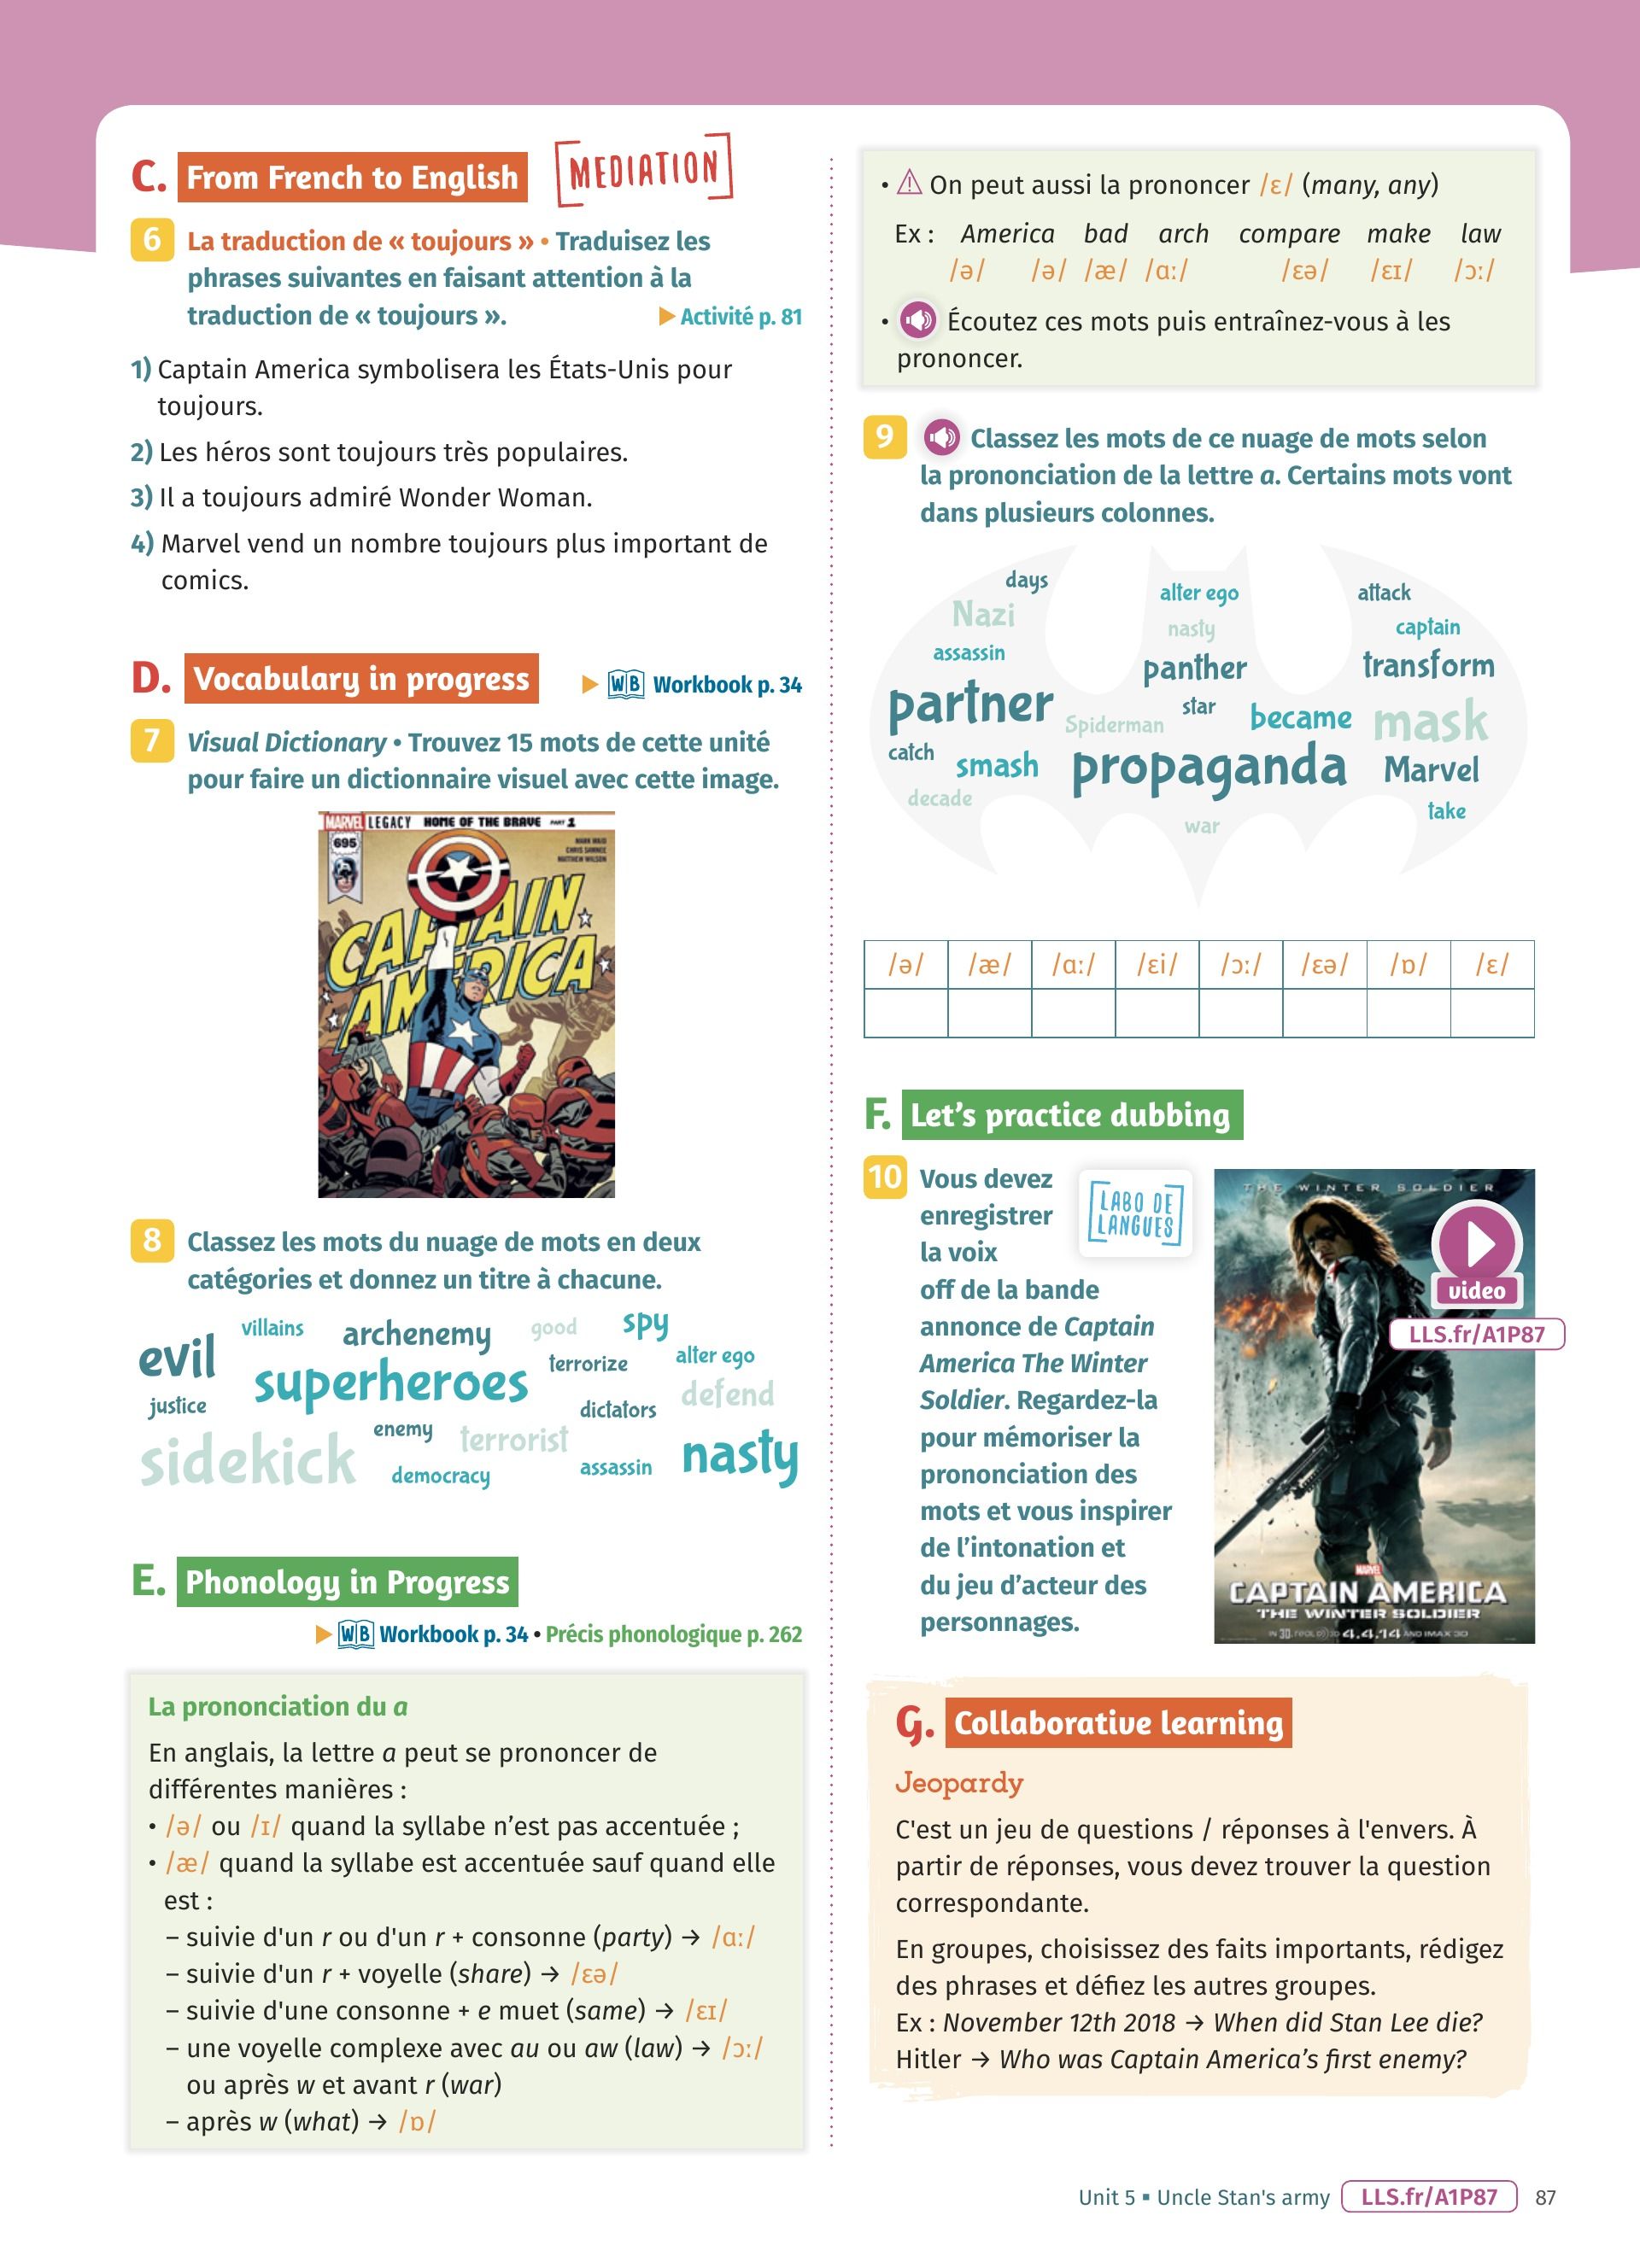 C. From French to English
MEDIATION
6 La traduction de « toujours » • Traduisez les
phrases suivantes en faisant attention à la
traduction de « toujours ».
Activité p. 81
1) Captain America symbolisera les États-Unis pour
toujours.
2) Les héros sont toujours très populaires.
3) Il a toujours admiré Wonder Woman.
4) Marvel vend un nombre toujours plus important de
comics.
D. Vocabulary in progress
WB Workbook p. 34
7 Visual Dictionary • Trouvez 15 mots de cette unité
pour faire un dictionnaire visuel avec cette image.
MARVEL LEGACY HOME OF THE BRAVE PART 1
695
MARK WAID
CHRIS SAMNEE
MATTHEW WILSON
CAPTAIN
AMERICA
8 Classez les mots du nuage de mots en deux
catégories et donnez un titre à chacune.
villains archenemy good spy
evil superheroes terrorize alter ego
justice dictators defend
enemy terrorist
sidekick democracy assassin nasty
E. Phonology in Progress
WB Workbook p. 34 • Précis phonologique p. 262
La prononciation du a
En anglais, la lettre a peut se prononcer de
différentes manières :
• /ə/ ou /ɪ/ quand la syllabe n’est pas accentuée ;
• /æ/ quand la syllabe est accentuée sauf quand elle
est :
– suivie d'un r ou d'un r + consonne (party) → /ɑː/
– suivie d'un r + voyelle (share) → /ɛə/
– suivie d'une consonne + e muet (same) → /ɛɪ/
– une voyelle complexe avec au ou aw (law) → /ɔː/
ou après w et avant r (war)
– après w (what) → /ɒ/
• ⚠ On peut aussi la prononcer /ɛ/ (many, any)
Ex : America bad arch compare make law
/ə/ /ə/ /æ/ /ɑː/ /ɛə/ /ɛɪ/ /ɔː/
• Écoutez ces mots puis entraînez-vous à les
prononcer.
9 Classez les mots de ce nuage de mots selon
la prononciation de la lettre a. Certains mots vont
dans plusieurs colonnes.
days alter ego attack
Nazi nasty captain
assassin panther transform
partner Spiderman star became mask
catch smash propaganda Marvel
decade take
war
/ə/ /æ/ /ɑː/ /ɛi/ /ɔː/ /ɛə/ /ɒ/ /ɛ/
F. Let’s practice dubbing
10 Vous devez
enregistrer
la voix
off de la bande
annonce de Captain
America The Winter
Soldier. Regardez-la
pour mémoriser la
prononciation des
mots et vous inspirer
de l’intonation et
du jeu d’acteur des
personnages.
LABO DE
LANGUES
THE WINTER SOLDIER
video
LLS.fr/A1P87
MARVEL
CAPTAIN AMERICA
THE WINTER SOLDIER
IN 3D, REAL D 3D 4.4.14 AND IMAX 3D
G. Collaborative learning
Jeopardy
C'est un jeu de questions / réponses à l'envers. À
partir de réponses, vous devez trouver la question
correspondante.
En groupes, choisissez des faits importants, rédigez
des phrases et défiez les autres groupes.
Ex : November 12th 2018 → When did Stan Lee die?
Hitler → Who was Captain America’s first enemy?
Unit 5 ▪ Uncle Stan's army LLS.fr/A1P87 87